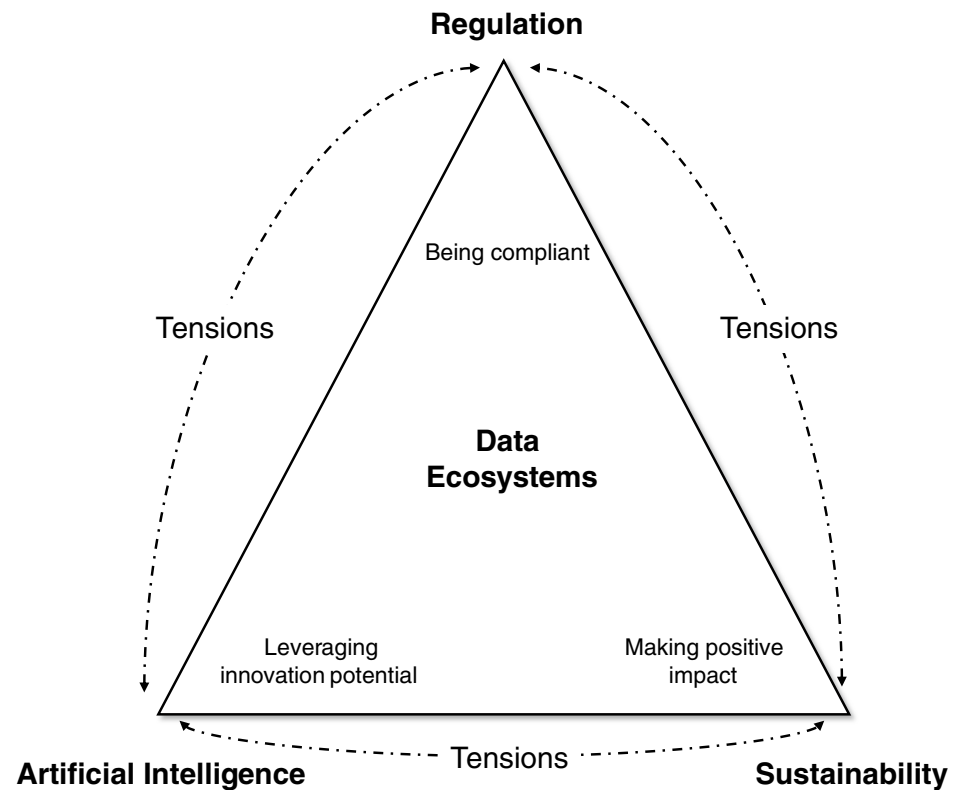 Regulation
Being compliant
Tensions
Tensions
Data
Ecosystems
Leveraging
innovation potential
Making positive
impact
Tensions
Artificial Intelligence
Sustainability